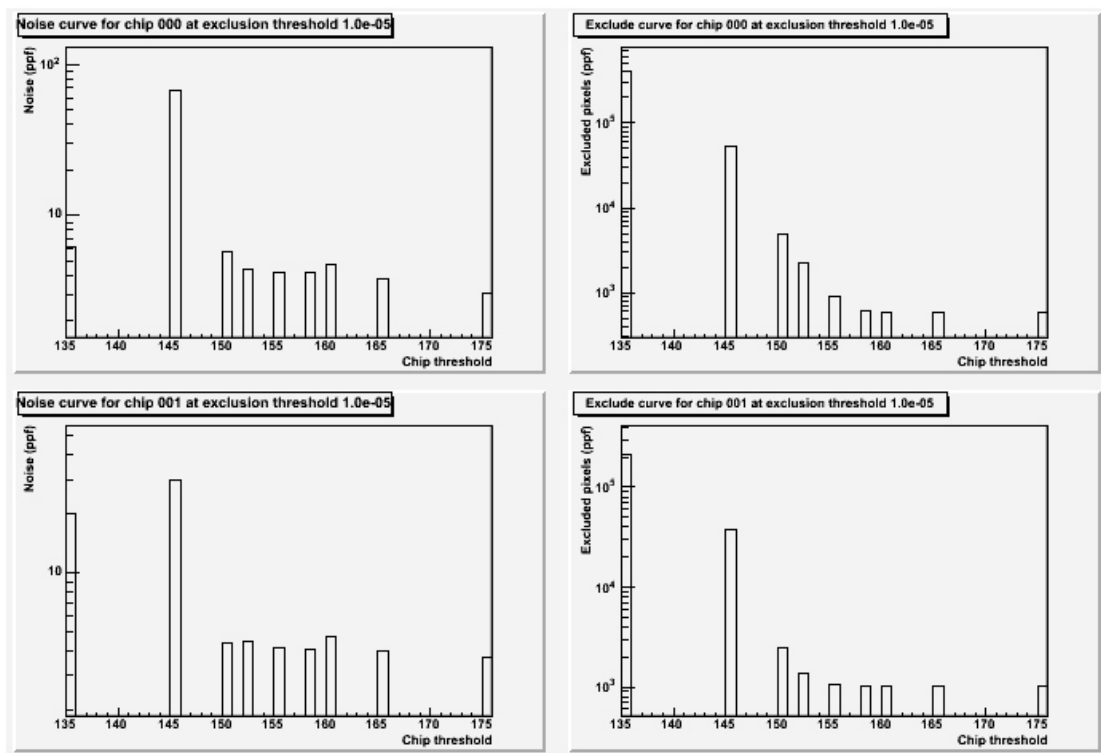 Noise curve for chip 000 at exclusion threshold 1.0e-05
Noise (ppf)
10²
10
135 140 145 150 155 160 165 170 175
Chip threshold
Exclude curve for chip 000 at exclusion threshold 1.0e-05
Excluded pixels (ppf)
10⁵
10⁴
10³
135 140 145 150 155 160 165 170 175
Chip threshold
Noise curve for chip 001 at exclusion threshold 1.0e-05
Noise (ppf)
10
135 140 145 150 155 160 165 170 175
Chip threshold
Exclude curve for chip 001 at exclusion threshold 1.0e-05
Excluded pixels (ppf)
10⁵
10⁴
10³
135 140 145 150 155 160 165 170 175
Chip threshold